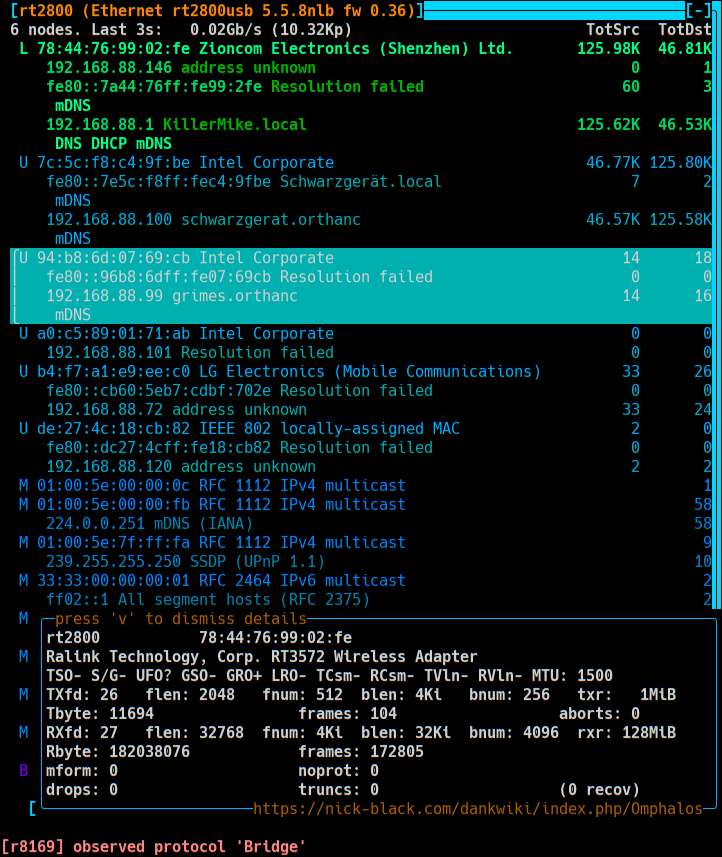 [rt2800 (Ethernet rt2800usb 5.5.8nlb fw 0.36)] [-]
6 nodes. Last 3s: 0.02Gb/s (10.32Kp) TotSrc TotDst
L 78:44:76:99:02:fe Zioncom Electronics (Shenzhen) Ltd. 125.98K 46.81K
192.168.88.146 address unknown 0 1
fe80::7a44:76ff:fe99:2fe Resolution failed 60 3
mDNS
192.168.88.1 KillerMike.local 125.62K 46.53K
DNS DHCP mDNS
U 7c:5c:f8:c4:9f:be Intel Corporate 46.77K 125.80K
fe80::7e5c:f8ff:fec4:9fbe Schwarzgerät.local 7 2
mDNS
192.168.88.100 schwarzgerat.orthanc 46.57K 125.58K
mDNS
U 94:b8:6d:07:69:cb Intel Corporate 14 18
fe80::96b8:6dff:fe07:69cb Resolution failed 0 0
192.168.88.99 grimes.orthanc 14 16
mDNS
U a0:c5:89:01:71:ab Intel Corporate 0 0
192.168.88.101 Resolution failed 0 0
U b4:f7:a1:e9:ee:c0 LG Electronics (Mobile Communications) 33 26
fe80::cb60:5eb7:cdbf:702e Resolution failed 0 0
192.168.88.72 address unknown 33 24
U de:27:4c:18:cb:82 IEEE 802 locally-assigned MAC 2 0
fe80::dc27:4cff:fe18:cb82 Resolution failed 0 0
192.168.88.120 address unknown 2 2
M 01:00:5e:00:00:0c RFC 1112 IPv4 multicast 1
M 01:00:5e:00:00:fb RFC 1112 IPv4 multicast 58
224.0.0.251 mDNS (IANA) 58
M 01:00:5e:7f:ff:fa RFC 1112 IPv4 multicast 9
239.255.255.250 SSDP (UPnP 1.1) 10
M 33:33:00:00:00:01 RFC 2464 IPv6 multicast 2
ff02::1 All segment hosts (RFC 2375) 2
M press 'v' to dismiss details
rt2800 78:44:76:99:02:fe
M Ralink Technology, Corp. RT3572 Wireless Adapter
TSO- S/G- UFO? GSO- GRO+ LRO- TCsm- RCsm- TVln- RVln- MTU: 1500
M TXfd: 26 flen: 2048 fnum: 512 blen: 4Ki bnum: 256 txr: 1MiB
Tbyte: 11694 frames: 104 aborts: 0
M RXfd: 27 flen: 32768 fnum: 4Ki blen: 32Ki bnum: 4096 rxr: 128MiB
Rbyte: 182038076 frames: 172805
B mform: 0 noprot: 0
drops: 0 truncs: 0 (0 recov)
[ https://nick-black.com/dankwiki/index.php/Omphalos
[r8169] observed protocol 'Bridge'